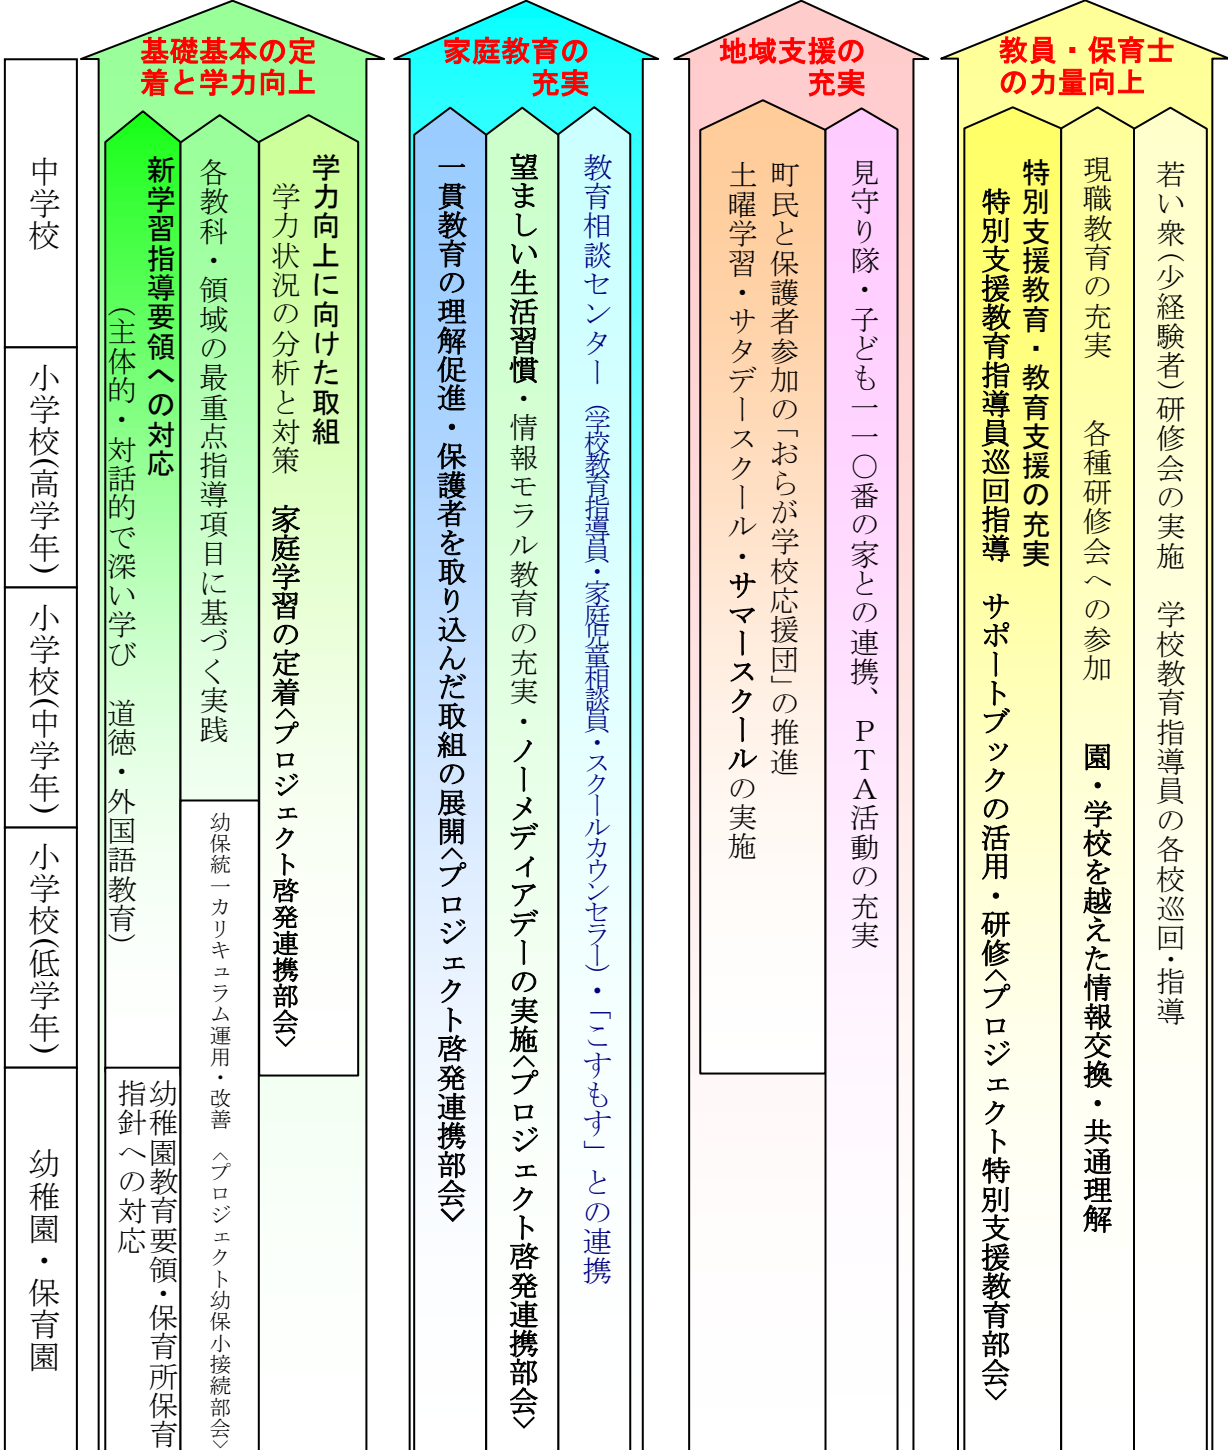 基礎基本の定
着と学力向上
家庭教育の
充実
地域支援の
充実
教員・保育士
の力量向上
中学校
小学校(高学年)
小学校(中学年)
小学校(低学年)
幼稚園・保育園
新学習指導要領への対応
(主体的・対話的で深い学び　道徳・外国語教育)
幼稚園教育要領・保育所保育
指針への対応
各教科・領域の最重点指導項目に基づく実践
幼保統一カリキュラム運用・改善　<プロジェクト幼保小接続部会>
学力向上に向けた取組
学力状況の分析と対策　家庭学習の定着<プロジェクト啓発連携部会>
一貫教育の理解促進・保護者を取り込んだ取組の展開<プロジェクト啓発連携部会>
望ましい生活習慣・情報モラル教育の充実・ノーメディアデーの実施<プロジェクト啓発連携部会>
教育相談センター(学校教育指導員・家庭児童相談員・スクールカウンセラー)・「こすもす」との連携
町民と保護者参加の「おらが学校応援団」の推進
土曜学習・サタデースクール・サマースクールの実施
見守り隊・子ども一一〇番の家との連携、ＰＴＡ活動の充実
特別支援教育・教育支援の充実
特別支援教育指導員巡回指導　サポートブックの活用・研修<プロジェクト特別支援教育部会>
現職教育の充実　各種研修会への参加　園・学校を越えた情報交換・共通理解
若い衆(少経験者)研修会の実施　学校教育指導員の各校巡回・指導